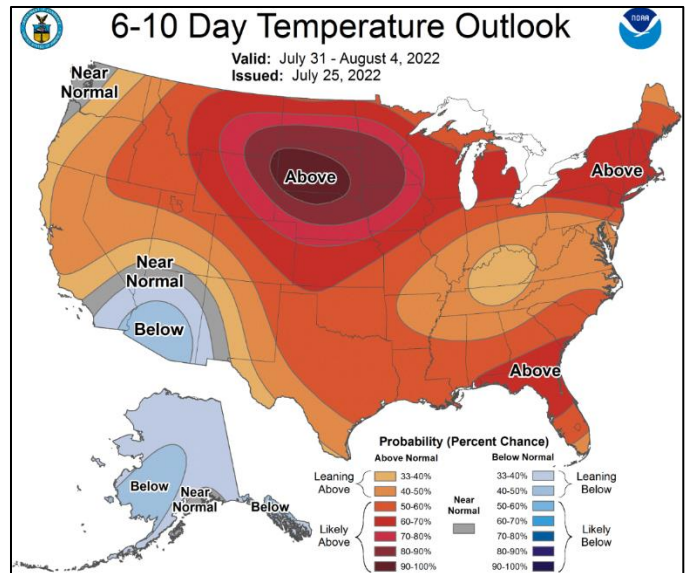 6-10 Day Temperature Outlook
Valid: July 31 - August 4, 2022
Issued: July 25, 2022
NOAA
Near
Normal
Above
Above
Near
Normal
Below
Above
Below
Near
Normal
Below
Probability (Percent Chance)
Above Normal
Below Normal
Leaning
Above
33-40%
40-50%
Likely
Above
50-60%
60-70%
70-80%
80-90%
90-100%
Near
Normal
33-40%
40-50%
Leaning
Below
50-60%
60-70%
70-80%
80-90%
90-100%
Likely
Below